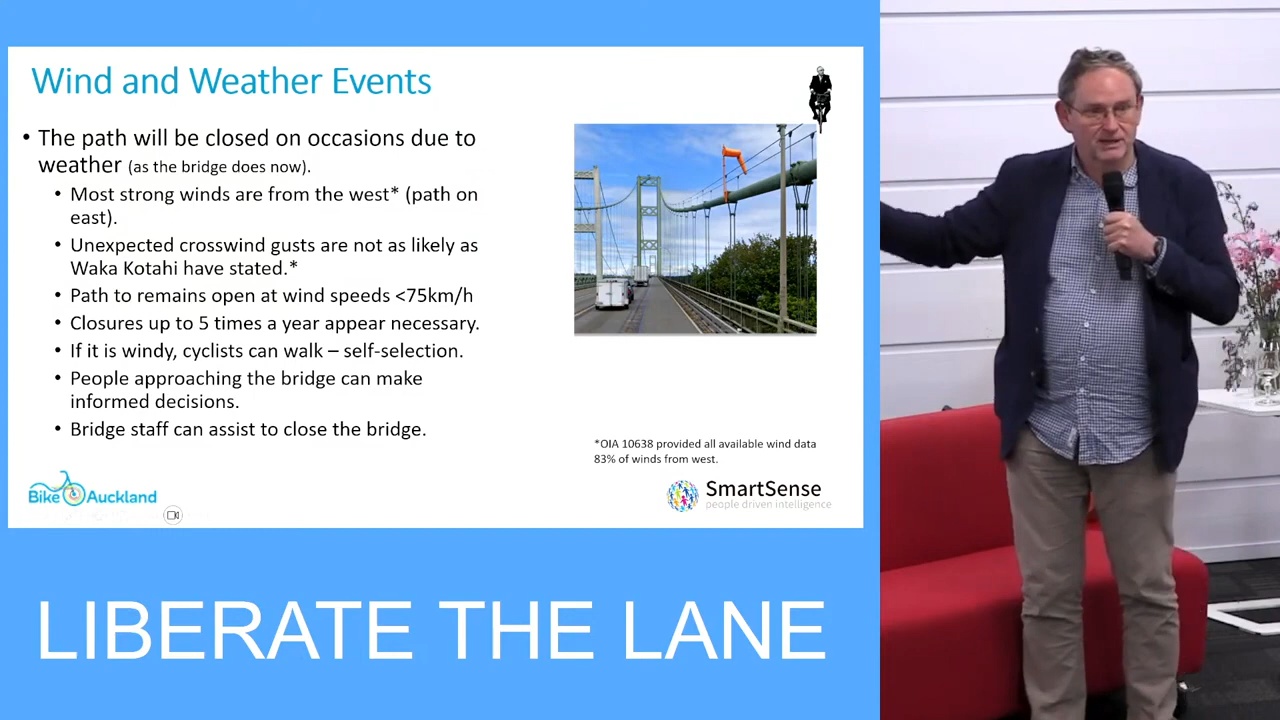 Wind and Weather Events
• The path will be closed on occasions due to
weather (as the bridge does now).
• Most strong winds are from the west* (path on
east).
• Unexpected crosswind gusts are not as likely as
Waka Kotahi have stated.*
• Path to remains open at wind speeds <75km/h
• Closures up to 5 times a year appear necessary.
• If it is windy, cyclists can walk – self-selection.
• People approaching the bridge can make
informed decisions.
• Bridge staff can assist to close the bridge.
*OIA 10638 provided all available wind data
83% of winds from west.
Bike Auckland
SmartSense
people driven intelligence
LIBERATE THE LANE